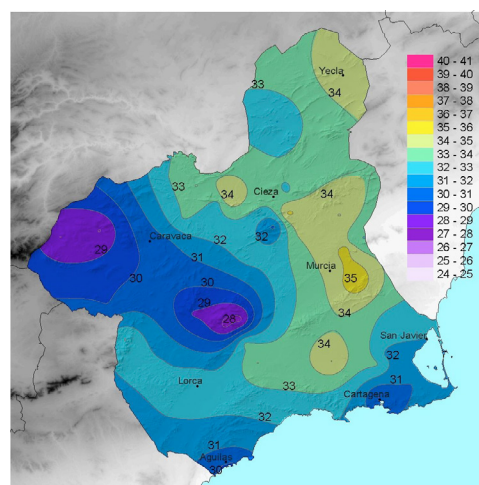 Yecla
33
34
40 - 41
39 - 40
38 - 39
37 - 38
36 - 37
35 - 36
34 - 35
33 - 34
32 - 33
31 - 32
30 - 31
29 - 30
28 - 29
27 - 28
26 - 27
25 - 26
24 - 25
33
34
Cieza
34
32
Caravaca
32
29
31
30
30
29
28
Murcia
35
34
34
San Javier
32
31
Cartagena
Lorca
33
32
31
Aguilas
30